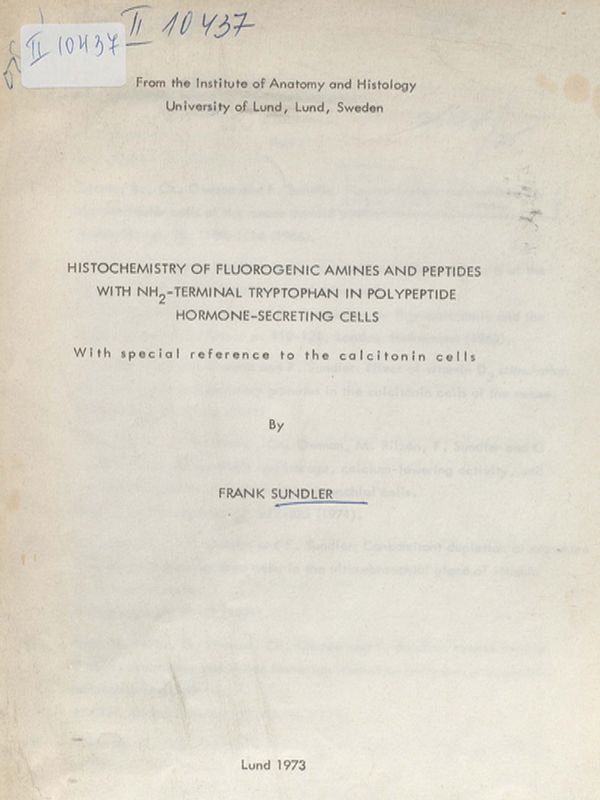 II 10437
II 10437
From the Institute of Anatomy and Histology
University of Lund, Lund, Sweden
HISTOCHEMISTRY OF FLUOROGENIC AMINES AND PEPTIDES
WITH NH2-TERMINAL TRYPTOPHAN IN POLYPEPTIDE
HORMONE-SECRETING CELLS
With special reference to the calcitonin cells
By
FRANK SUNDLER
Lund 1973